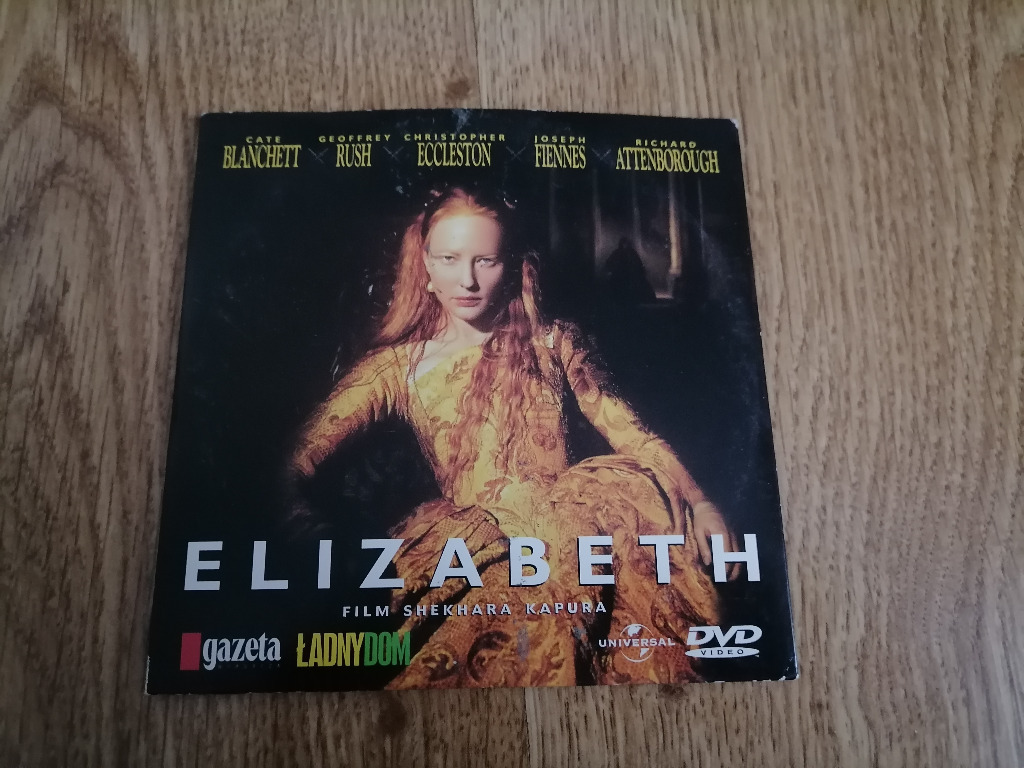 CATE GEOFFREY CHRISTOPHER JOSEPH RICHARD
BLANCHETT RUSH ECCLESTON FIENNES ATTENBOROUGH
ELIZABETH
FILM SHEKHARA KAPURA
gazeta ŁADNYDOM UNIVERSAL DVD
VIDEO